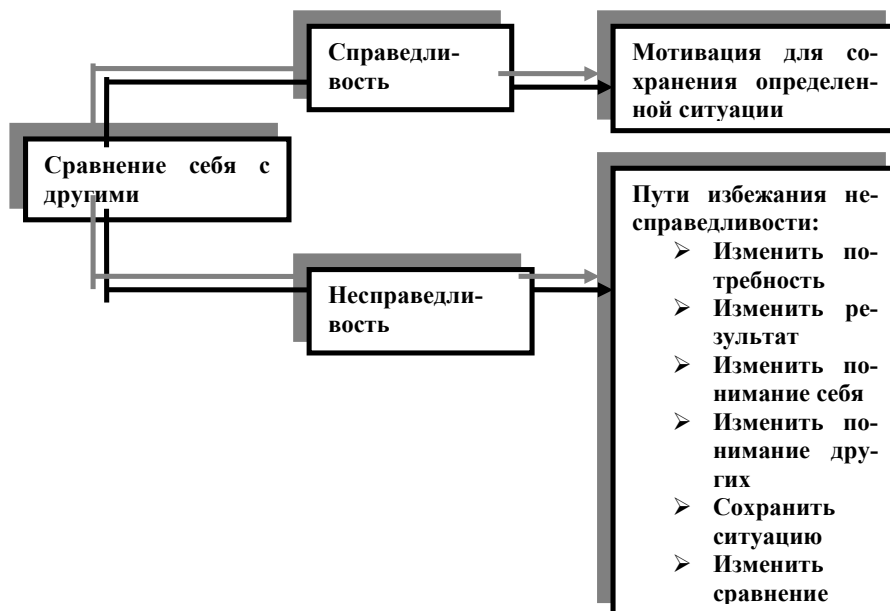 Справедли-
вость
Мотивация для со-
хранения определен-
ной ситуации
Сравнение себя с
другими
Несправедли-
вость
Пути избежания не-
справедливости:
➢ Изменить по-
требность
➢ Изменить ре-
зультат
➢ Изменить по-
нимание себя
➢ Изменить по-
нимание дру-
гих
➢ Сохранить
ситуацию
➢ Изменить
сравнение